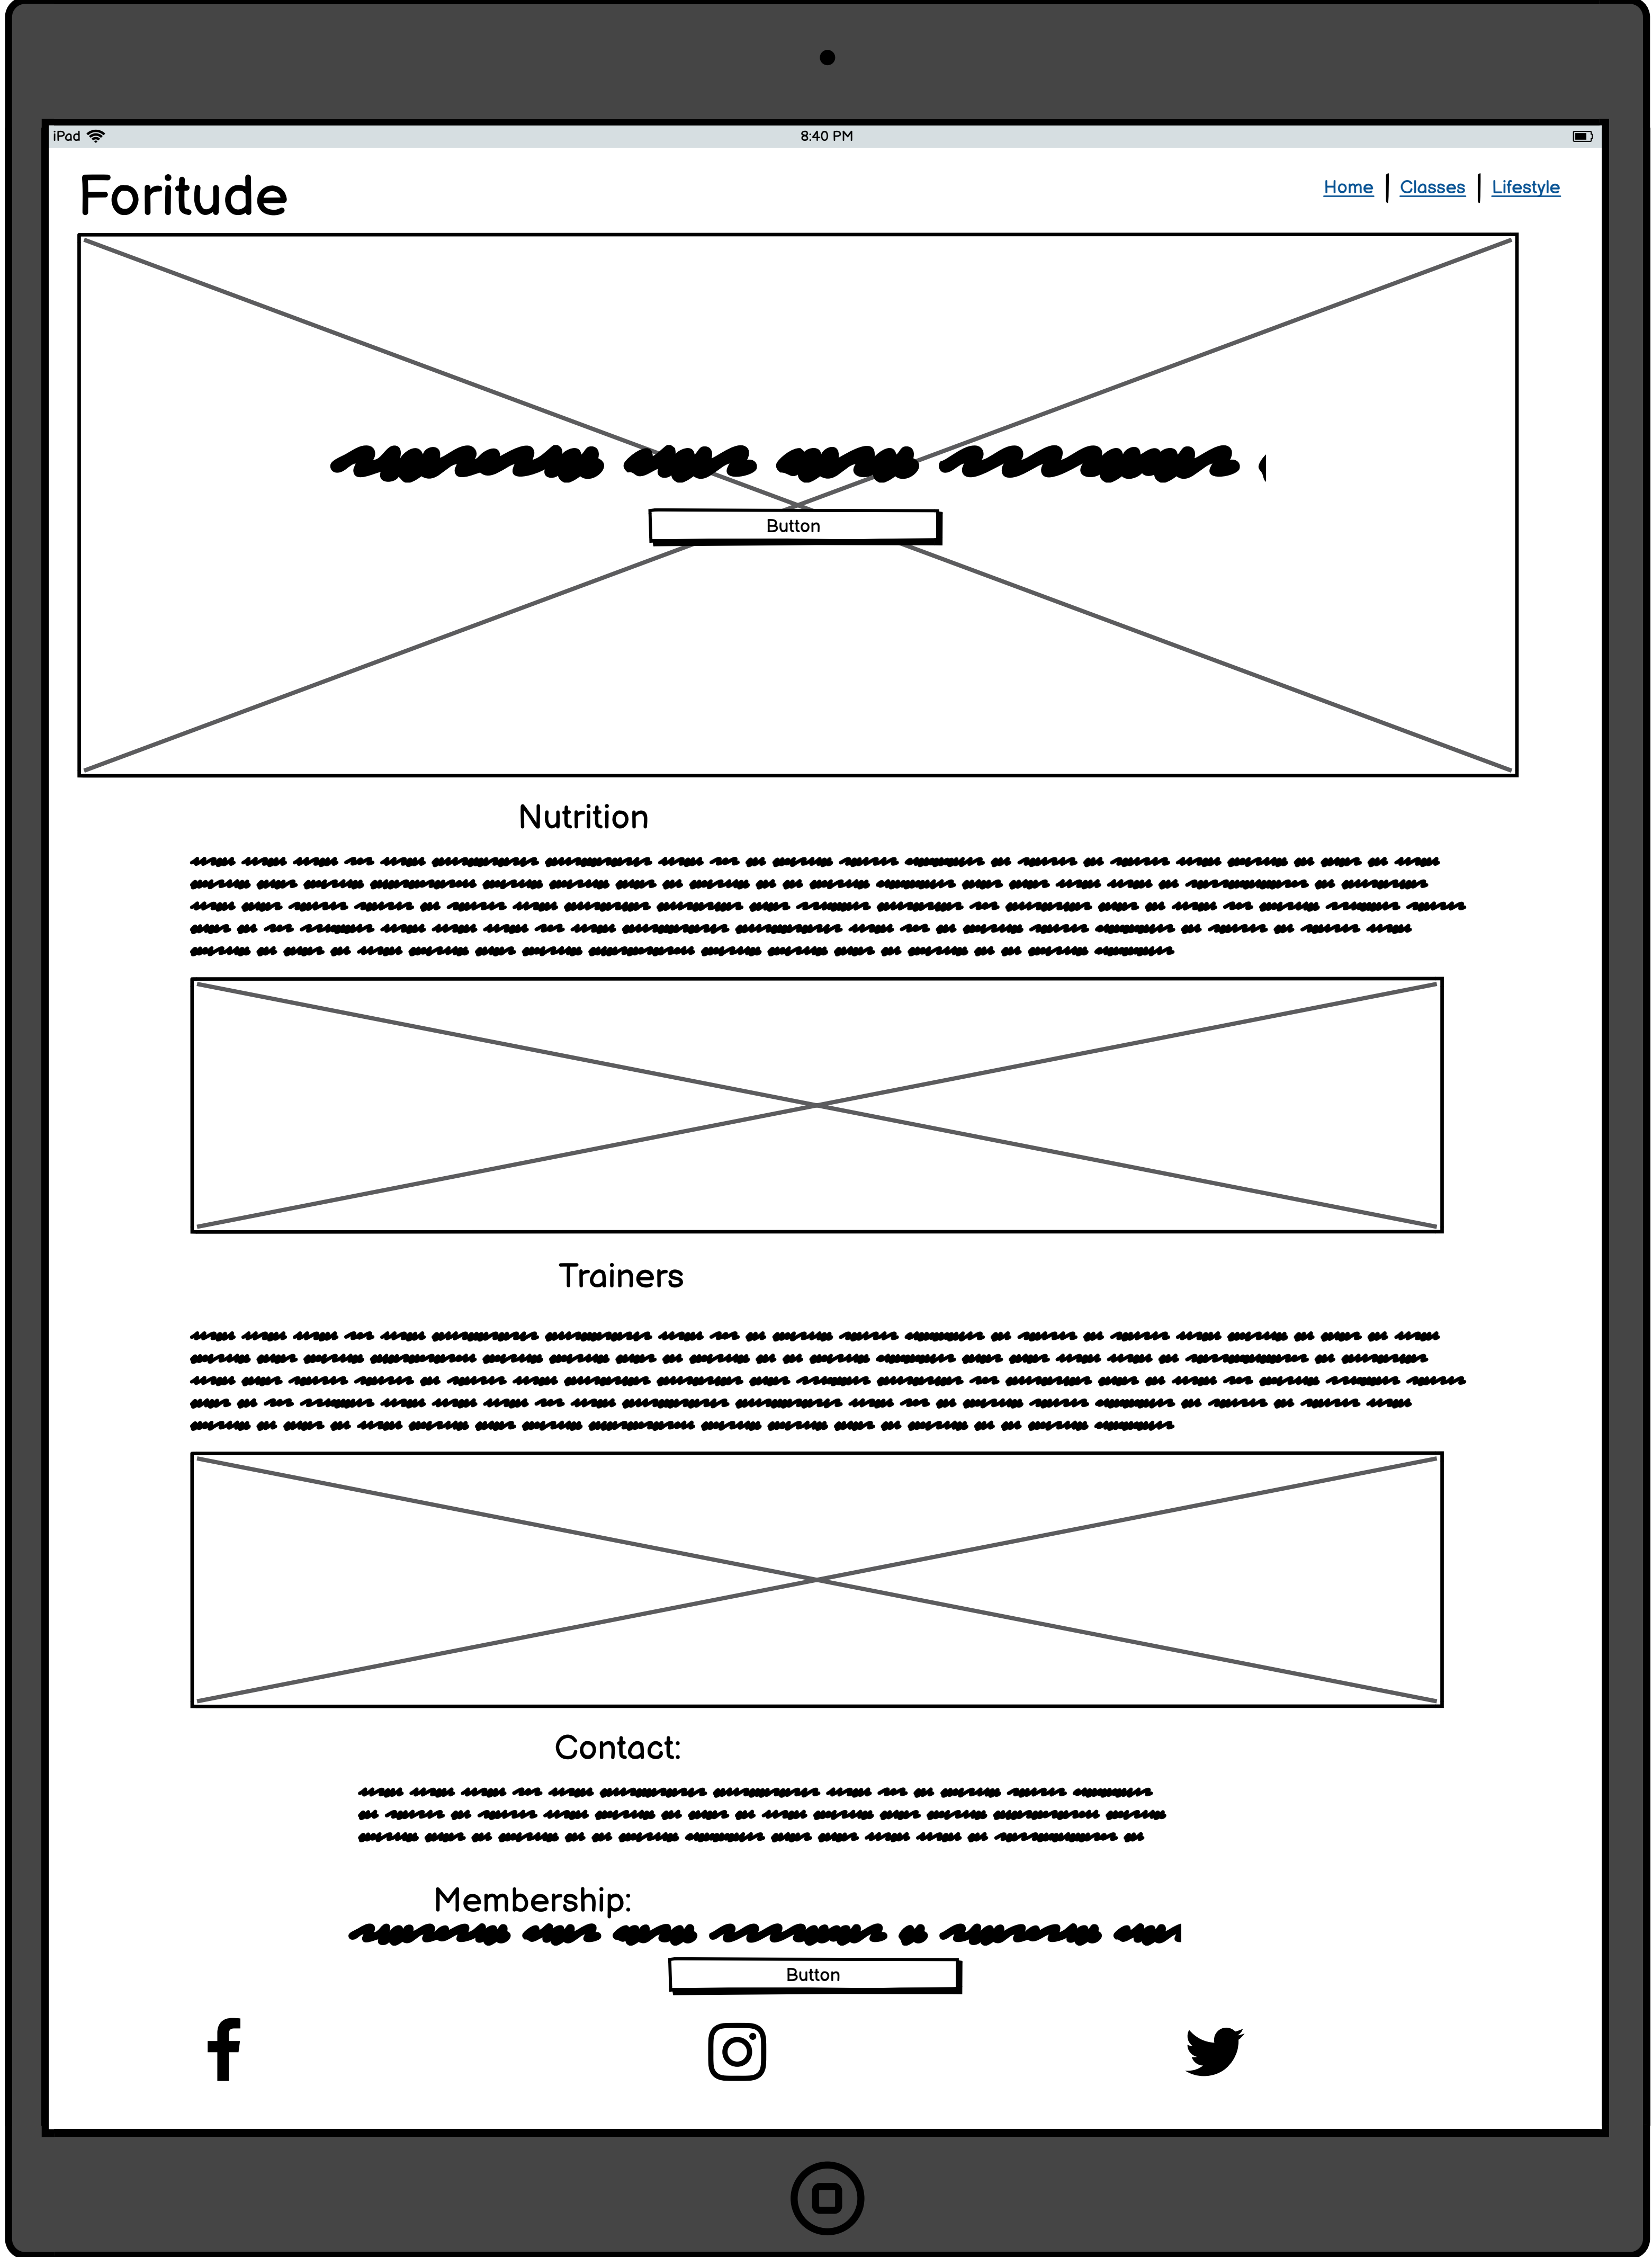 iPad 8:40 PM
Foritude
Home | Classes | Lifestyle
Button
Nutrition
Trainers
Contact:
Membership:
Button